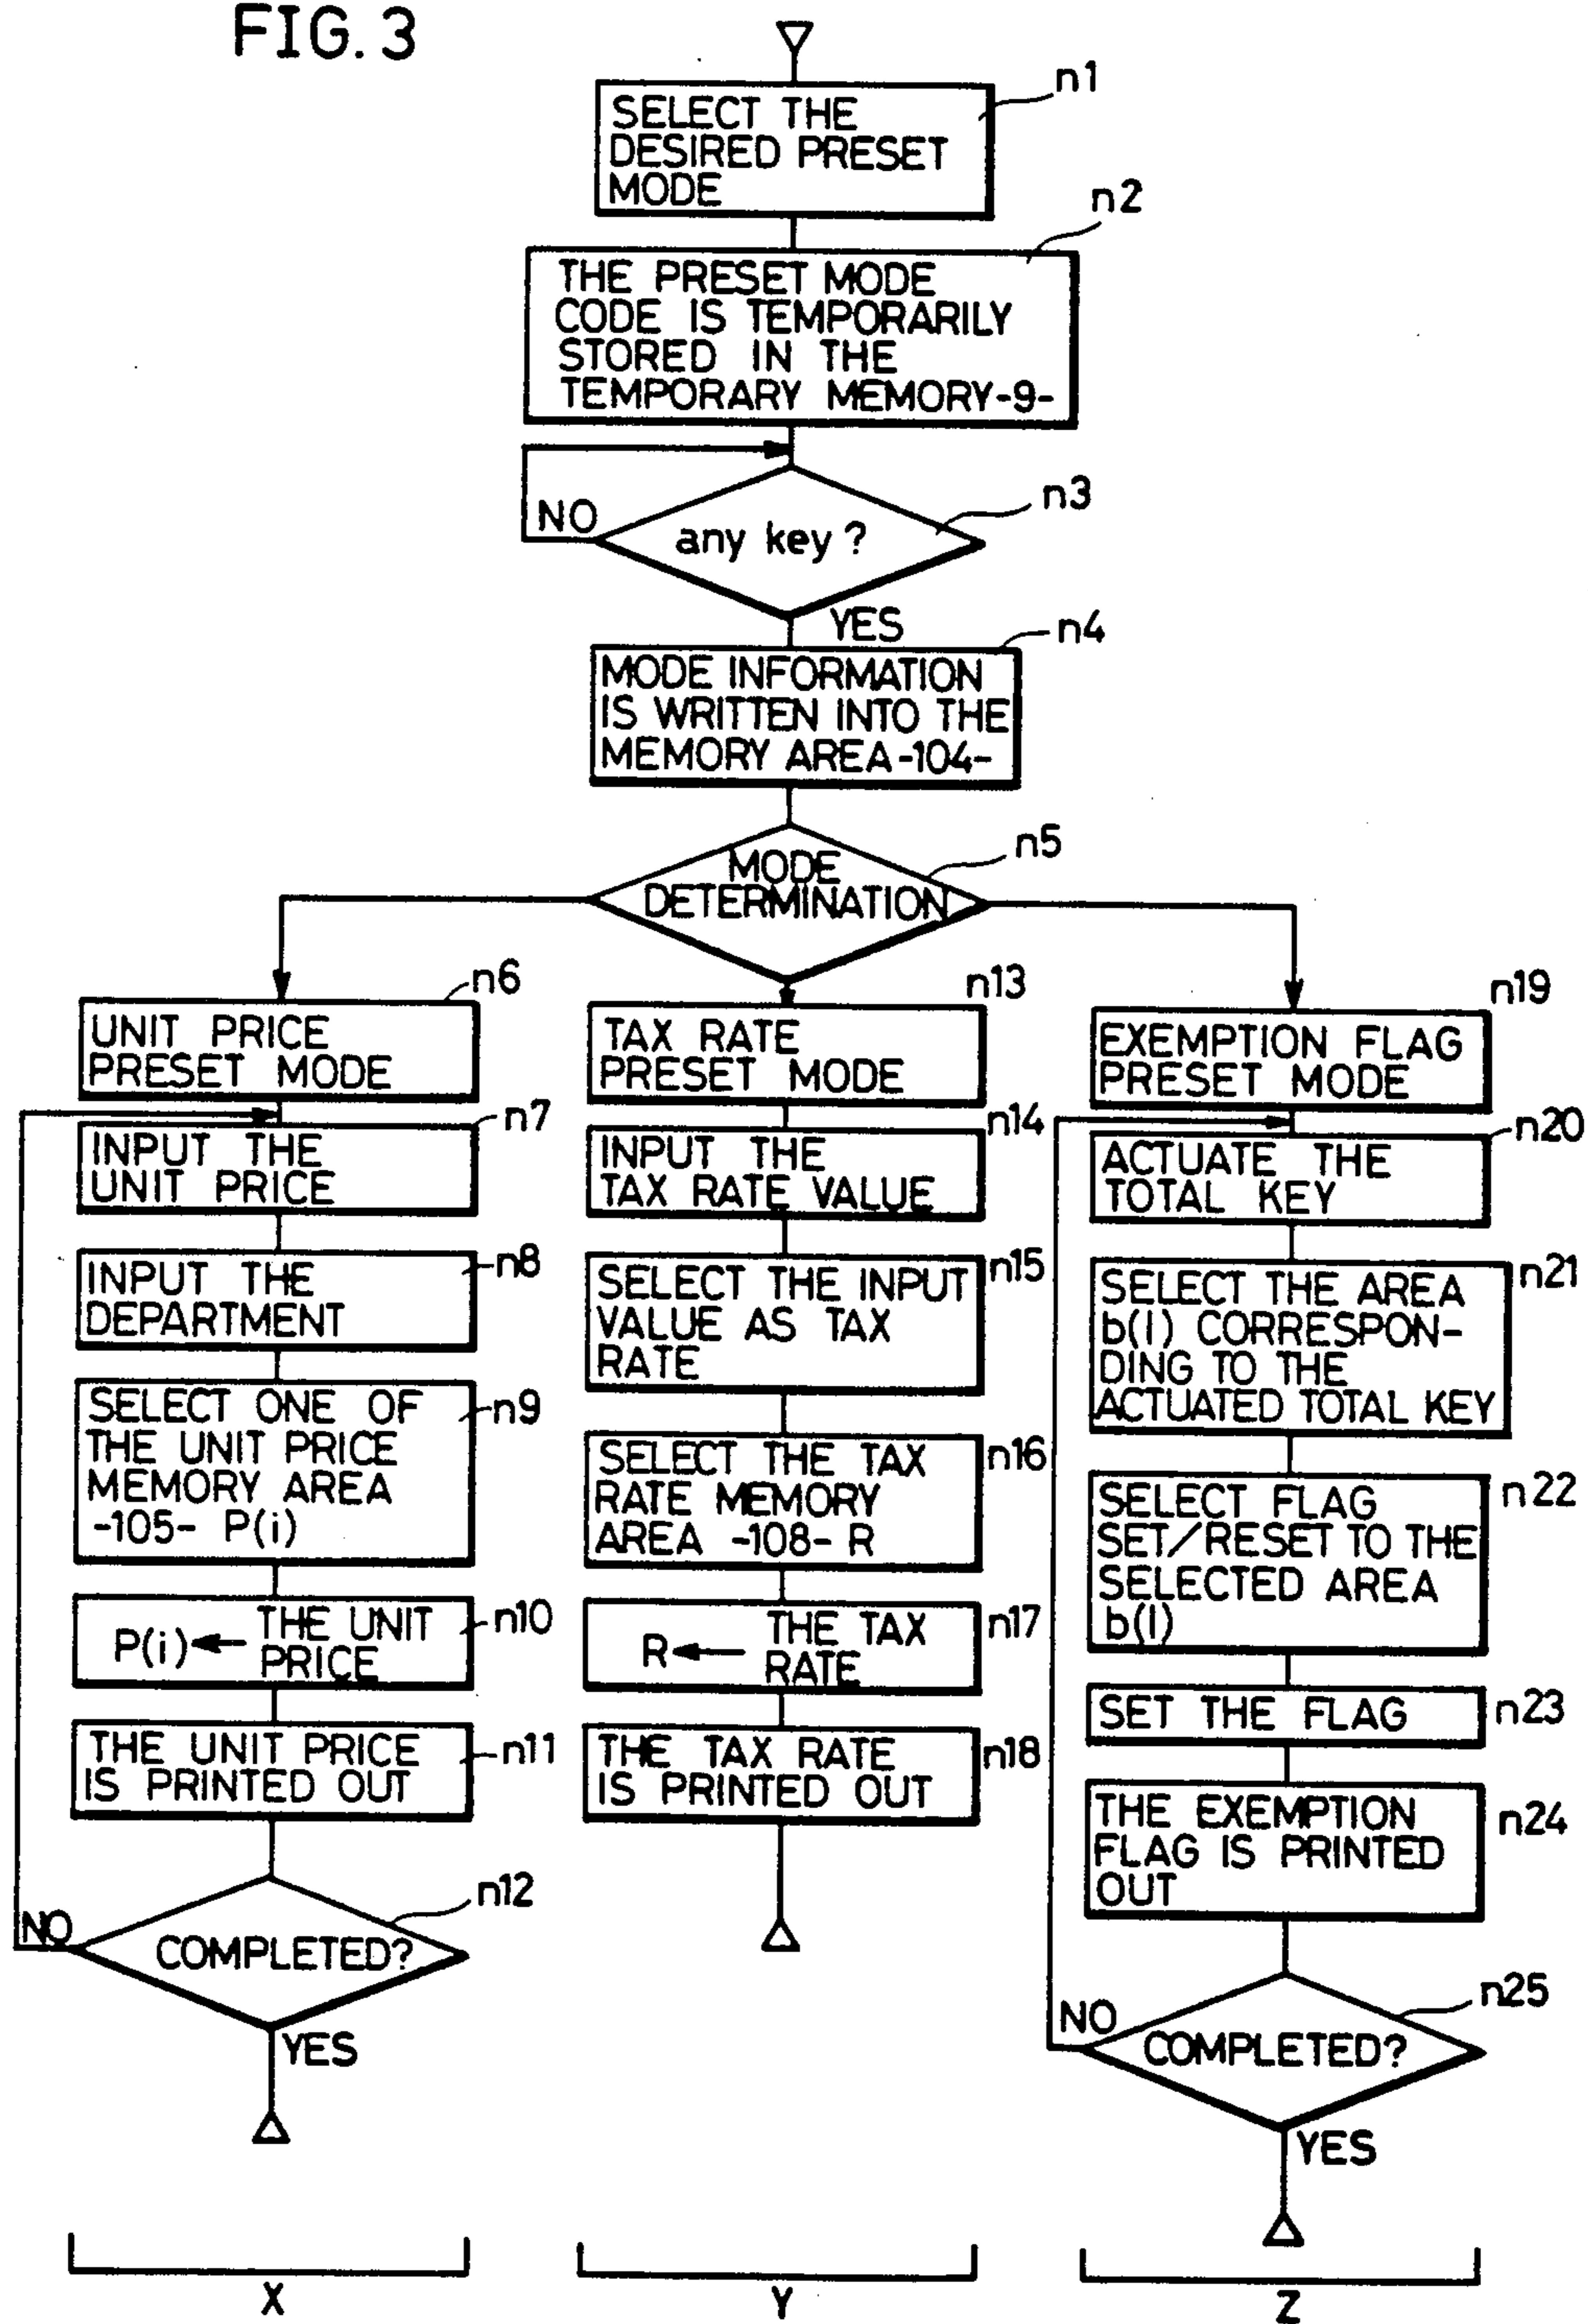 FIG. 3
n1
SELECT THE
DESIRED PRESET
MODE
n2
THE PRESET MODE
CODE IS TEMPORARILY
STORED IN THE
TEMPORARY MEMORY-9-
n3
NO
any key?
YES
n4
MODE INFORMATION
IS WRITTEN INTO THE
MEMORY AREA-104-
n5
MODE
DETERMINATION
n6
UNIT PRICE
PRESET MODE
n7
INPUT THE
UNIT PRICE
n8
INPUT THE
DEPARTMENT
n9
SELECT ONE OF
THE UNIT PRICE
MEMORY AREA
-105- P(i)
n10
P(i) ← THE UNIT
PRICE
n11
THE UNIT PRICE
IS PRINTED OUT
n12
NO
COMPLETED?
YES
n13
TAX RATE
PRESET MODE
n14
INPUT THE
TAX RATE VALUE
n15
SELECT THE INPUT
VALUE AS TAX
RATE
n16
SELECT THE TAX
RATE MEMORY
AREA -108- R
n17
R ← THE TAX
RATE
n18
THE TAX RATE
IS PRINTED OUT
n19
EXEMPTION FLAG
PRESET MODE
n20
ACTUATE THE
TOTAL KEY
n21
SELECT THE AREA
b(l) CORRESPON-
DING TO THE
ACTUATED TOTAL KEY
n22
SELECT FLAG
SET/RESET TO THE
SELECTED AREA
b(l)
n23
SET THE FLAG
n24
THE EXEMPTION
FLAG IS PRINTED
OUT
n25
NO
COMPLETED?
YES
X
Y
Z